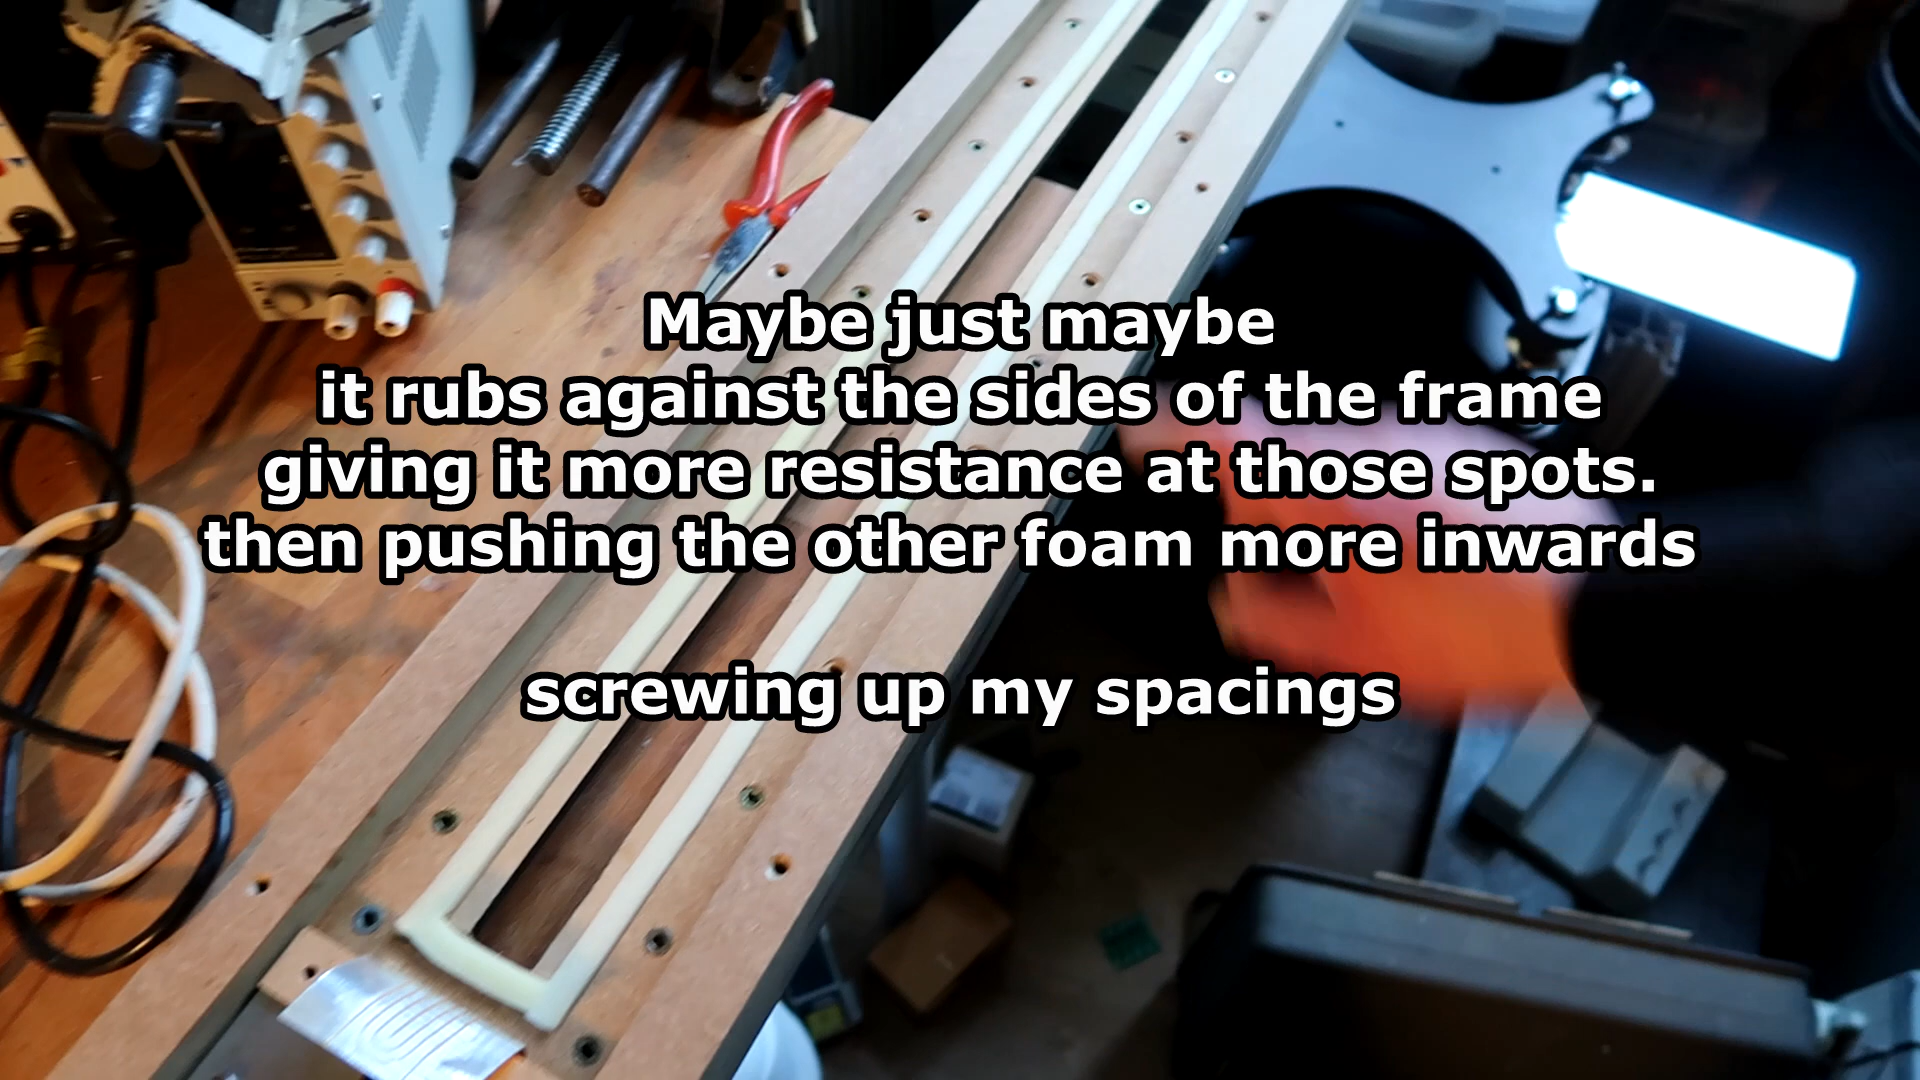 Maybe just maybe
it rubs against the sides of the frame
giving it more resistance at those spots.
then pushing the other foam more inwards
screwing up my spacings